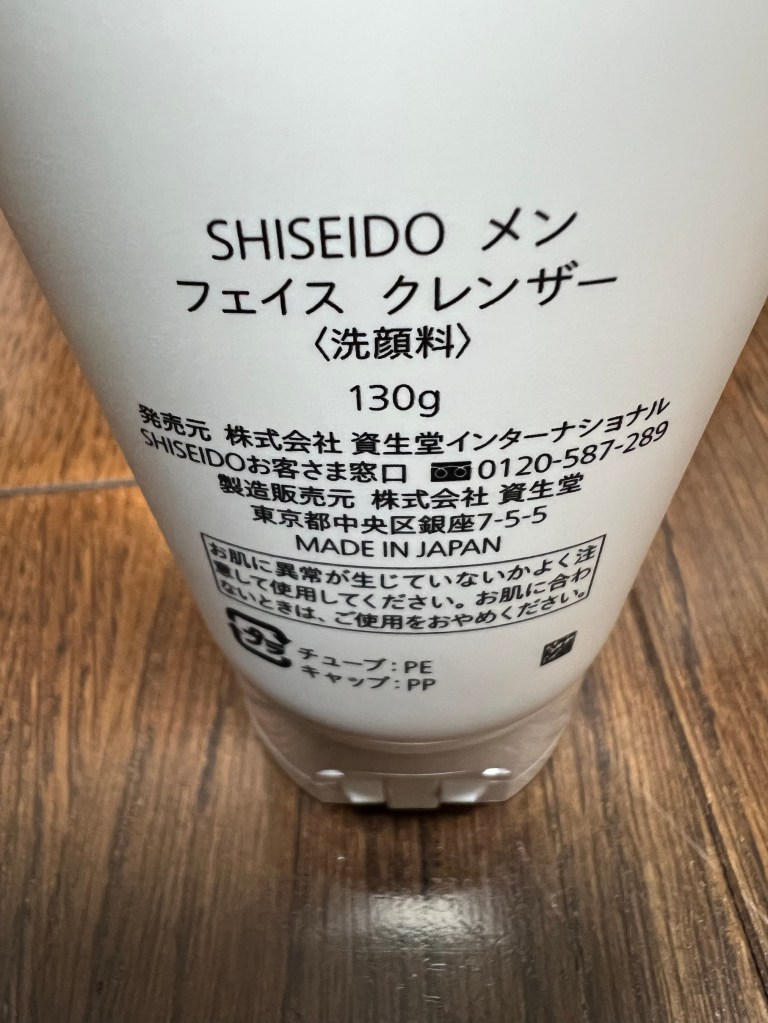 SHISEIDO メン
フェイス クレンザー
〈洗顔料〉
130g
発売元 株式会社 資生堂インターナショナル
SHISEIDOお客さま窓口 0120-587-289
製造販売元 株式会社 資生堂
東京都中央区銀座7-5-5
MADE IN JAPAN
お肌に異常が生じていないかよく注
意して使用してください。お肌に合わ
ないときは、ご使用をおやめください。
プラ
チューブ:PE
キャップ:PP